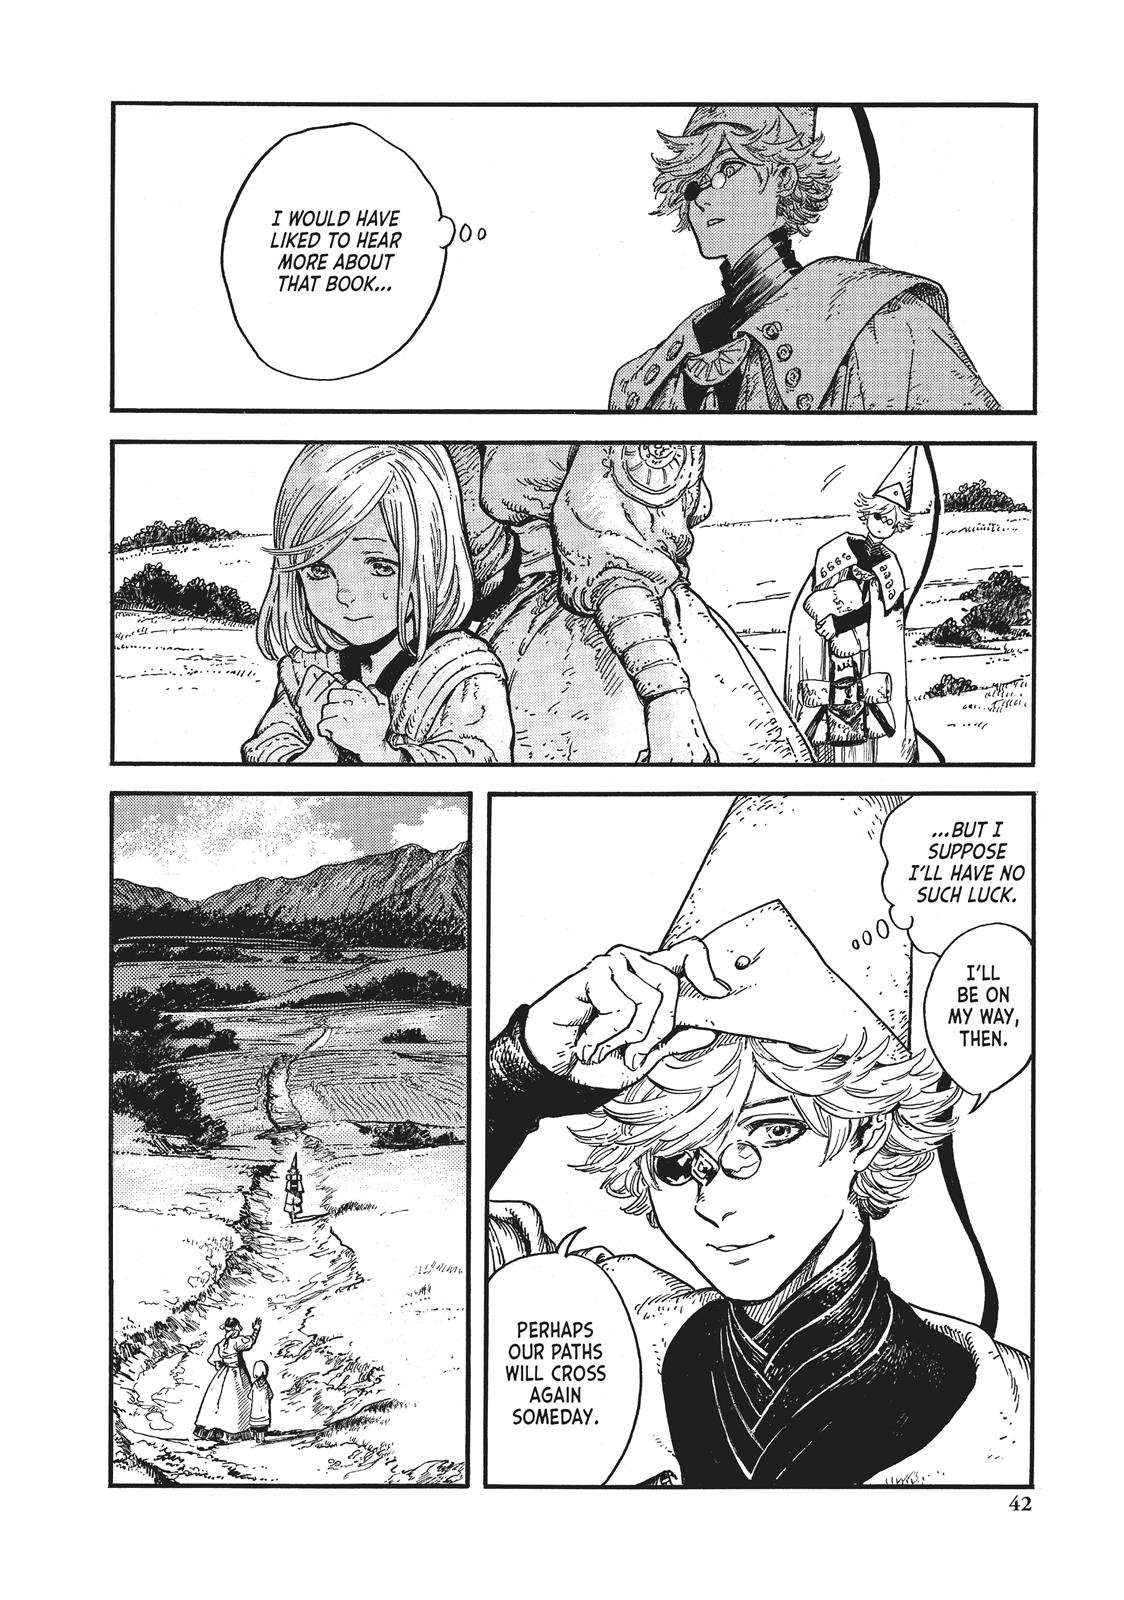 I WOULD HAVE
LIKED TO HEAR
MORE ABOUT
THAT BOOK...
...BUT I
SUPPOSE
I'LL HAVE NO
SUCH LUCK.
I'LL
BE ON
MY WAY,
THEN.
PERHAPS
OUR PATHS
WILL CROSS
AGAIN
SOMEDAY.
42